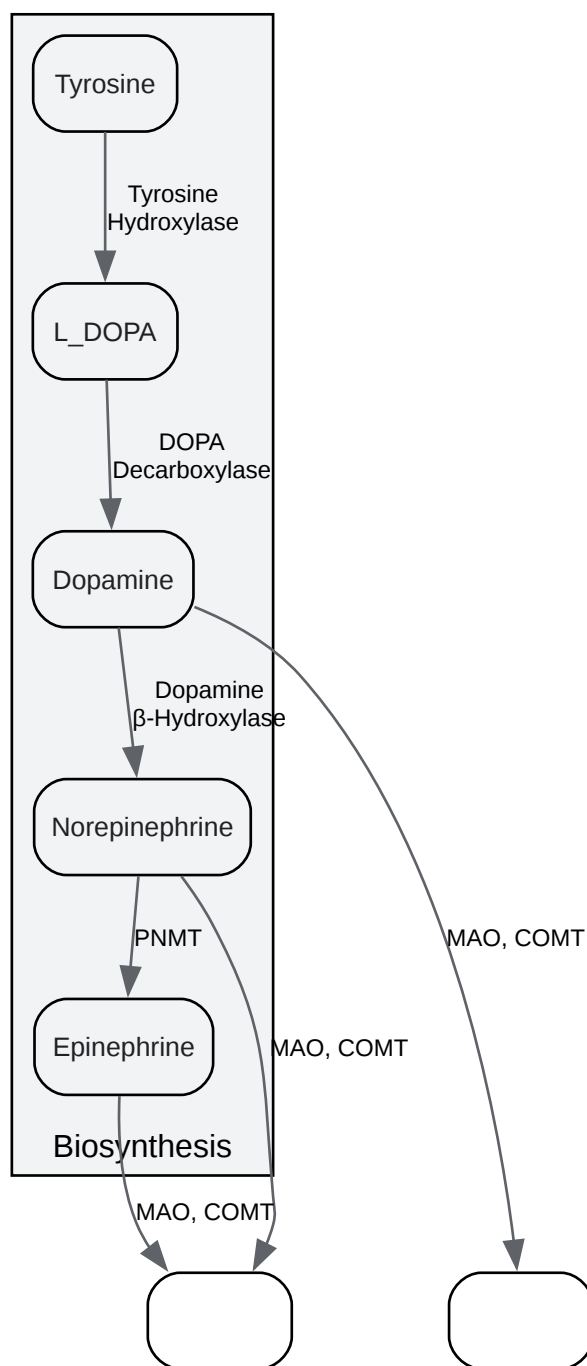 Tyrosine
Tyrosine
Hydroxylase
L_DOPA
DOPA
Decarboxylase
Dopamine
Dopamine
β-Hydroxylase
Norepinephrine
PNMT
MAO, COMT
Epinephrine
MAO, COMT
Biosynthesis
MAO, COMT